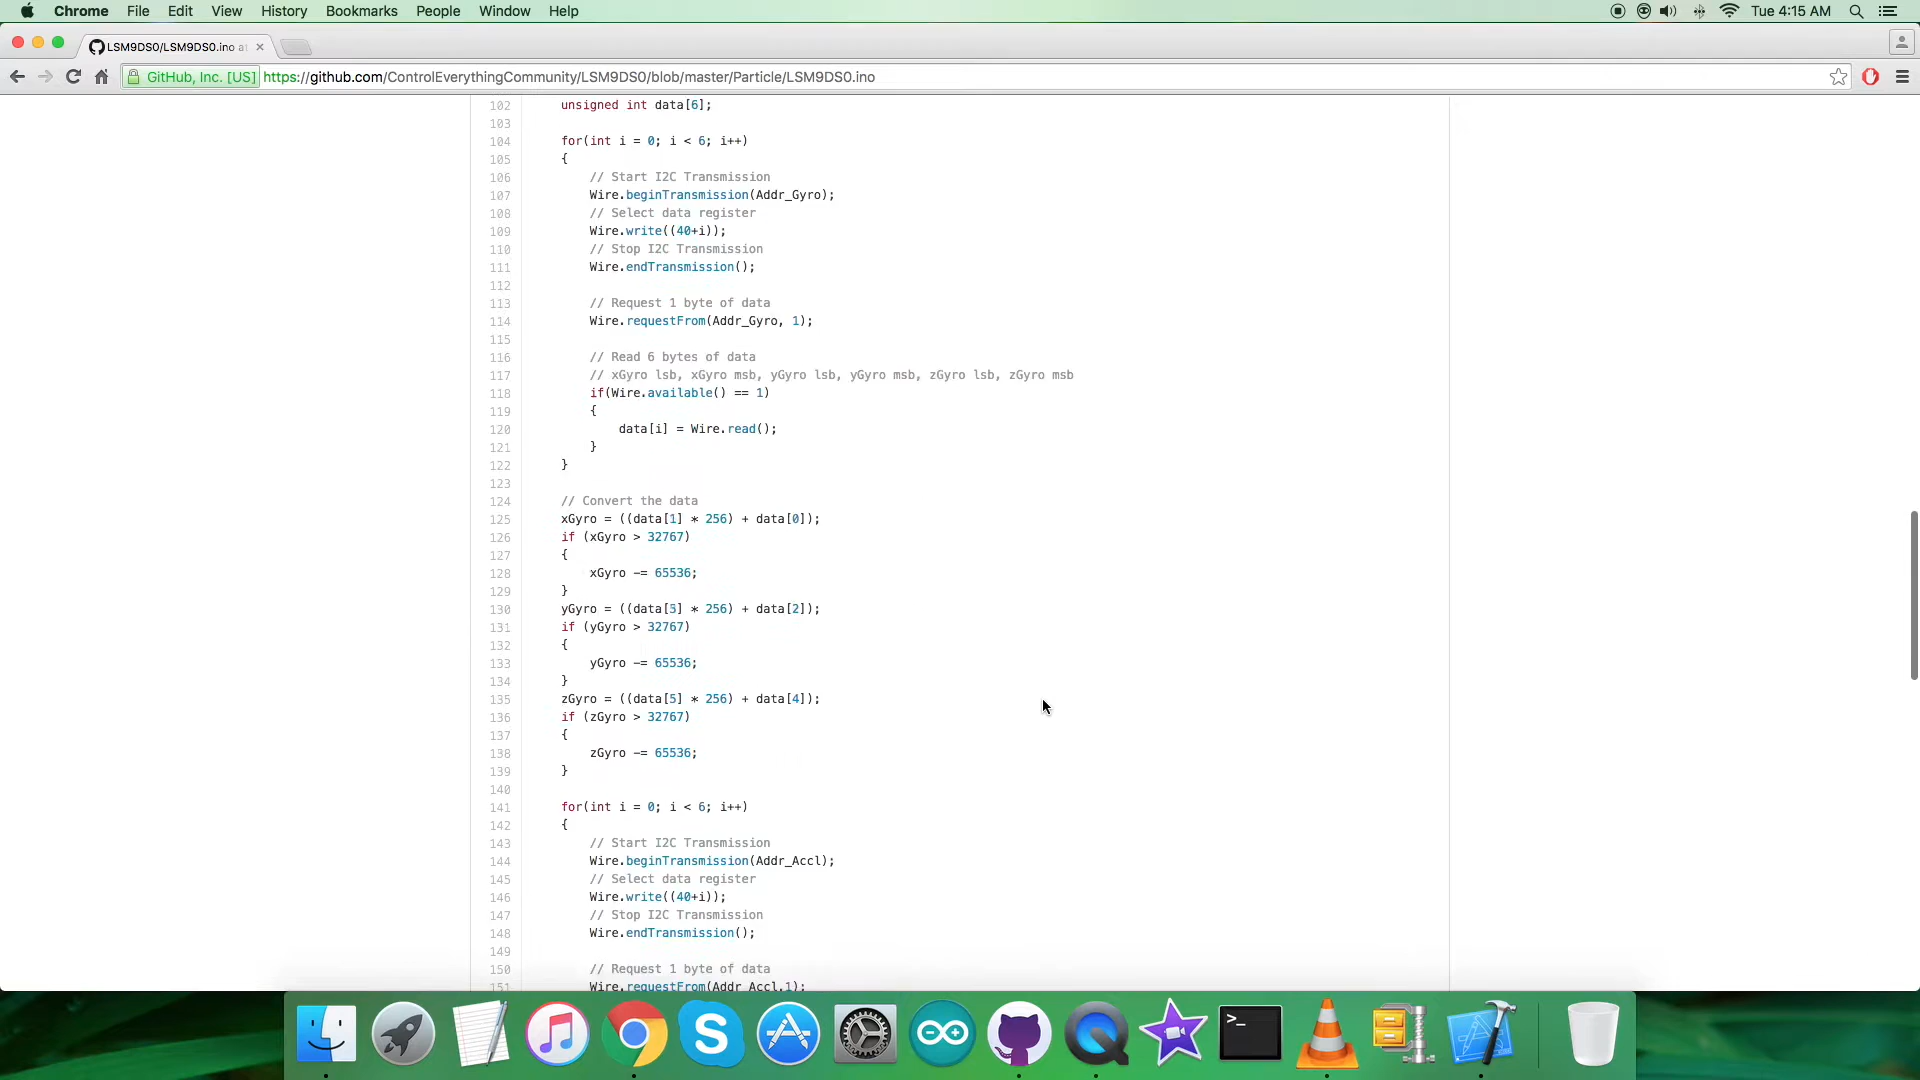 Chrome File Edit View History Bookmarks People Window Help Tue 4:15 AM
LSM9DS0/LSM9DS0.ino at
GitHub, Inc. [US] https://github.com/ControlEverythingCommunity/LSM9DS0/blob/master/Particle/LSM9DS0.ino
102 unsigned int data[6];
103
104 for(int i = 0; i < 6; i++)
105 {
106 // Start I2C Transmission
107 Wire.beginTransmission(Addr_Gyro);
108 // Select data register
109 Wire.write((40+i));
110 // Stop I2C Transmission
111 Wire.endTransmission();
112
113 // Request 1 byte of data
114 Wire.requestFrom(Addr_Gyro, 1);
115
116 // Read 6 bytes of data
117 // xGyro lsb, xGyro msb, yGyro lsb, yGyro msb, zGyro lsb, zGyro msb
118 if(Wire.available() == 1)
119 {
120 data[i] = Wire.read();
121 }
122 }
123
124 // Convert the data
125 xGyro = ((data[1] * 256) + data[0]);
126 if (xGyro > 32767)
127 {
128 xGyro -= 65536;
129 }
130 yGyro = ((data[3] * 256) + data[2]);
131 if (yGyro > 32767)
132 {
133 yGyro -= 65536;
134 }
135 zGyro = ((data[5] * 256) + data[4]);
136 if (zGyro > 32767)
137 {
138 zGyro -= 65536;
139 }
140
141 for(int i = 0; i < 6; i++)
142 {
143 // Start I2C Transmission
144 Wire.beginTransmission(Addr_Accl);
145 // Select data register
146 Wire.write((40+i));
147 // Stop I2C Transmission
148 Wire.endTransmission();
149
150 // Request 1 byte of data
151 Wire.requestFrom(Addr_Accl,1);